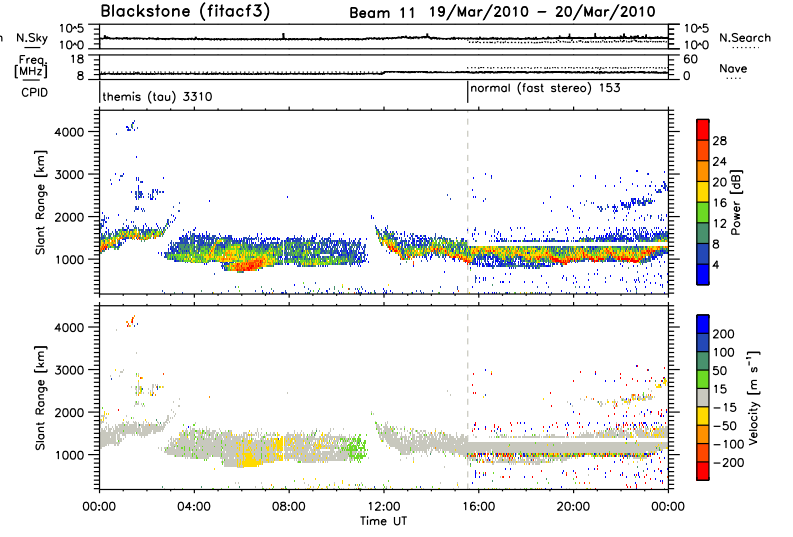 Blackstone (fitacf3) Beam 11 19/Mar/2010 - 20/Mar/2010
N.Sky 10^5 10^0 10^5 10^0 N.Search
Freq. [MHz] 18 8 60 0 Nave
CPID themis (tau) 3310 normal (fast stereo) 153
Slant Range [km]
4000
3000
2000
1000
28
24
20
16
12
8
4
Power [dB]
Slant Range [km]
4000
3000
2000
1000
200
100
50
15
-15
-50
-100
-200
Velocity [m s^-1]
00:00 04:00 08:00 12:00 16:00 20:00 00:00
Time UT